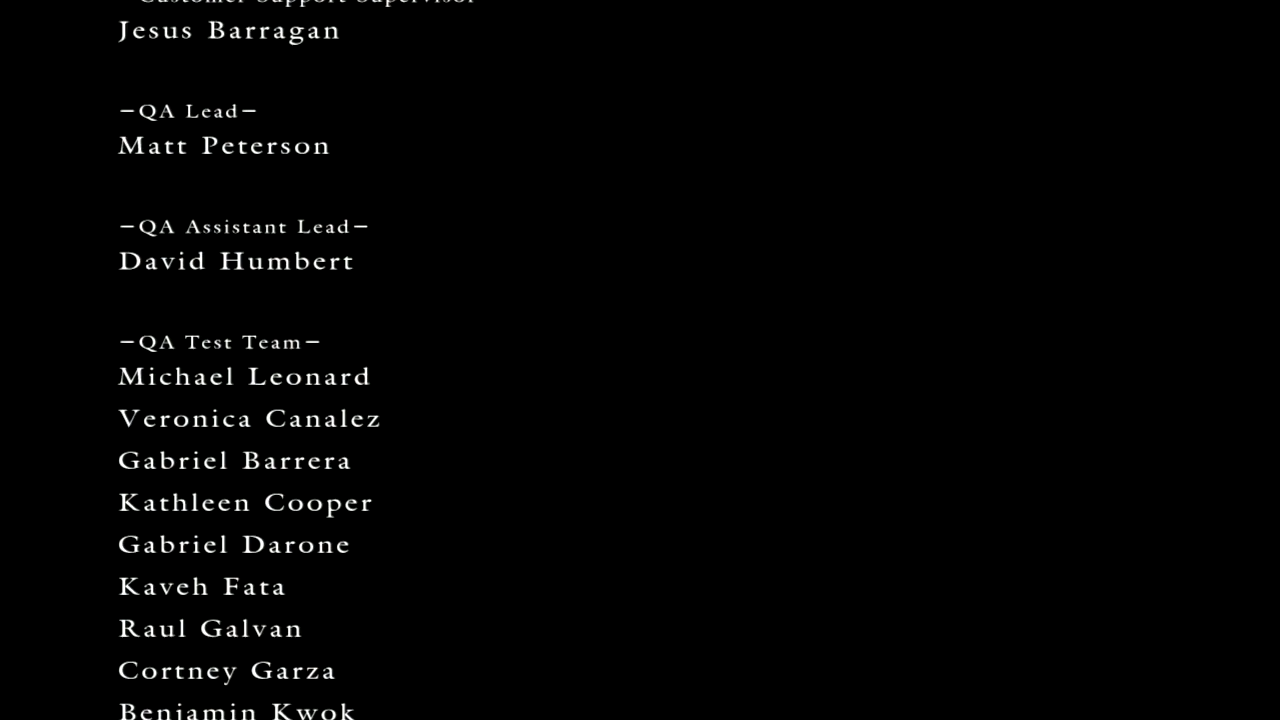 Customer Support Supervisor
Jesus Barragan
–QA Lead–
Matt Peterson
–QA Assistant Lead–
David Humbert
–QA Test Team–
Michael Leonard
Veronica Canalez
Gabriel Barrera
Kathleen Cooper
Gabriel Darone
Kaveh Fata
Raul Galvan
Cortney Garza
Benjamin Kwok